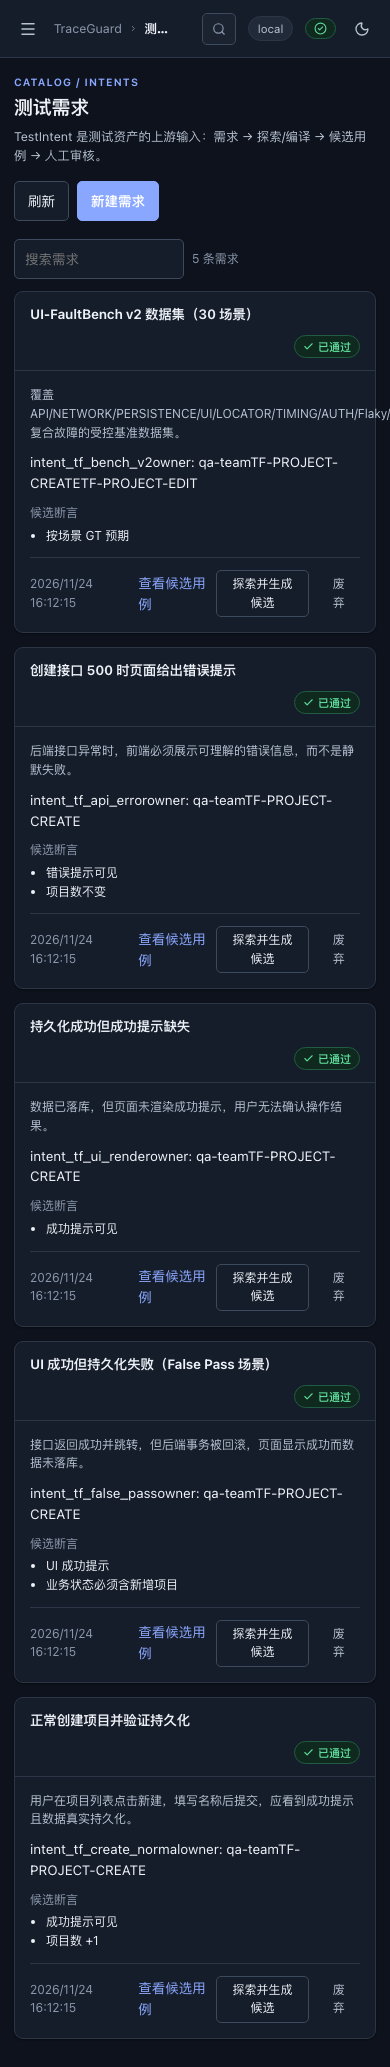 TraceGuard › 测试... local
CATALOG / INTENTS
测试需求
TestIntent 是测试资产的上游输入：需求 → 探索/编译 → 候选用
例 → 人工审核。
刷新 新建需求
搜索需求 5 条需求
UI-FaultBench v2 数据集（30 场景）
已通过
覆盖
API/NETWORK/PERSISTENCE/UI/LOCATOR/TIMING/AUTH/Flaky/
复合故障的受控基准数据集。
intent_tf_bench_v2owner: qa-teamTF-PROJECT-
CREATETF-PROJECT-EDIT
候选断言
• 按场景 GT 预期
2026/11/24 查看候选用 探索并生成 废
16:12:15 例 候选 弃
创建接口 500 时页面给出错误提示
已通过
后端接口异常时，前端必须展示可理解的错误信息，而不是静
默失败。
intent_tf_api_errorowner: qa-teamTF-PROJECT-
CREATE
候选断言
• 错误提示可见
• 项目数不变
2026/11/24 查看候选用 探索并生成 废
16:12:15 例 候选 弃
持久化成功但成功提示缺失
已通过
数据已落库，但页面未渲染成功提示，用户无法确认操作结
果。
intent_tf_ui_renderowner: qa-teamTF-PROJECT-
CREATE
候选断言
• 成功提示可见
2026/11/24 查看候选用 探索并生成 废
16:12:15 例 候选 弃
UI 成功但持久化失败（False Pass 场景）
已通过
接口返回成功并跳转，但后端事务被回滚，页面显示成功而数
据未落库。
intent_tf_false_passowner: qa-teamTF-PROJECT-
CREATE
候选断言
• UI 成功提示
• 业务状态必须含新增项目
2026/11/24 查看候选用 探索并生成 废
16:12:15 例 候选 弃
正常创建项目并验证持久化
已通过
用户在项目列表点击新建，填写名称后提交，应看到成功提示
且数据真实持久化。
intent_tf_create_normalowner: qa-teamTF-
PROJECT-CREATE
候选断言
• 成功提示可见
• 项目数 +1
2026/11/24 查看候选用 探索并生成 废
16:12:15 例 候选 弃